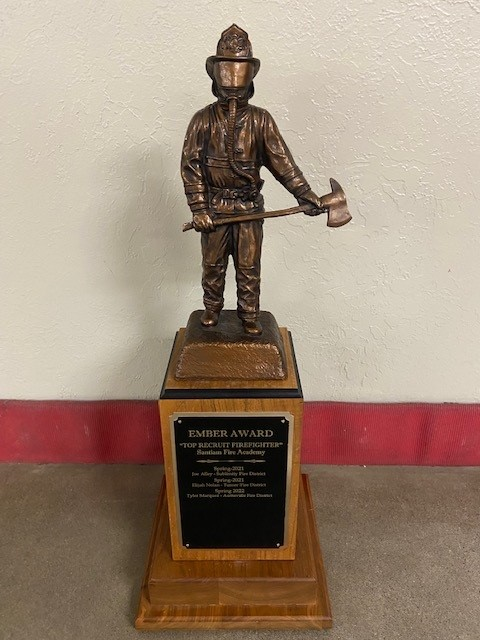 EMBER AWARD
"TOP RECRUIT FIREFIGHTER"
Santiam Fire Academy
Spring-2021
Joe Alley - Sublimity Fire District
Spring-2021
Elijah Nolan - Turner Fire District
Spring 2022
Tyler Marquez - Aumsville Fire District